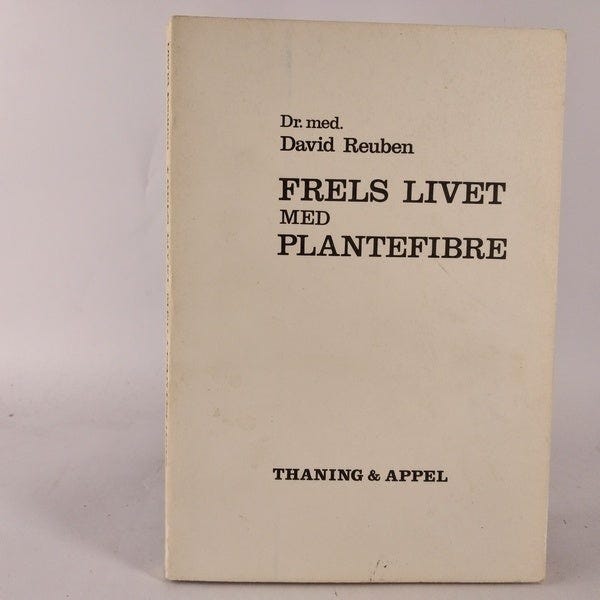 Dr. med.
David Reuben
FRELS LIVET
MED
PLANTEFIBRE
THANING & APPEL